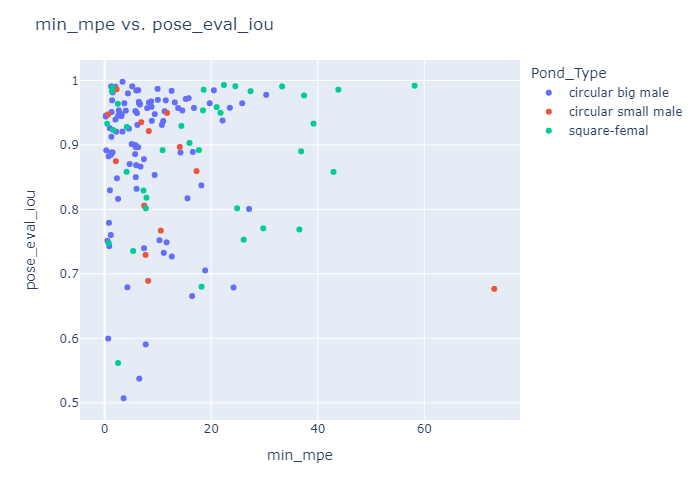 min_mpe vs. pose_eval_iou
Pond_Type
circular big male
circular small male
square-femal
pose_eval_iou
1
0.9
0.8
0.7
0.6
0.5
0
20
40
60
min_mpe